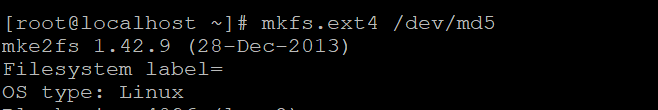 [root@localhost ~]# mkfs.ext4 /dev/md5
mke2fs 1.42.9 (28-Dec-2013)
Filesystem label=
OS type: Linux